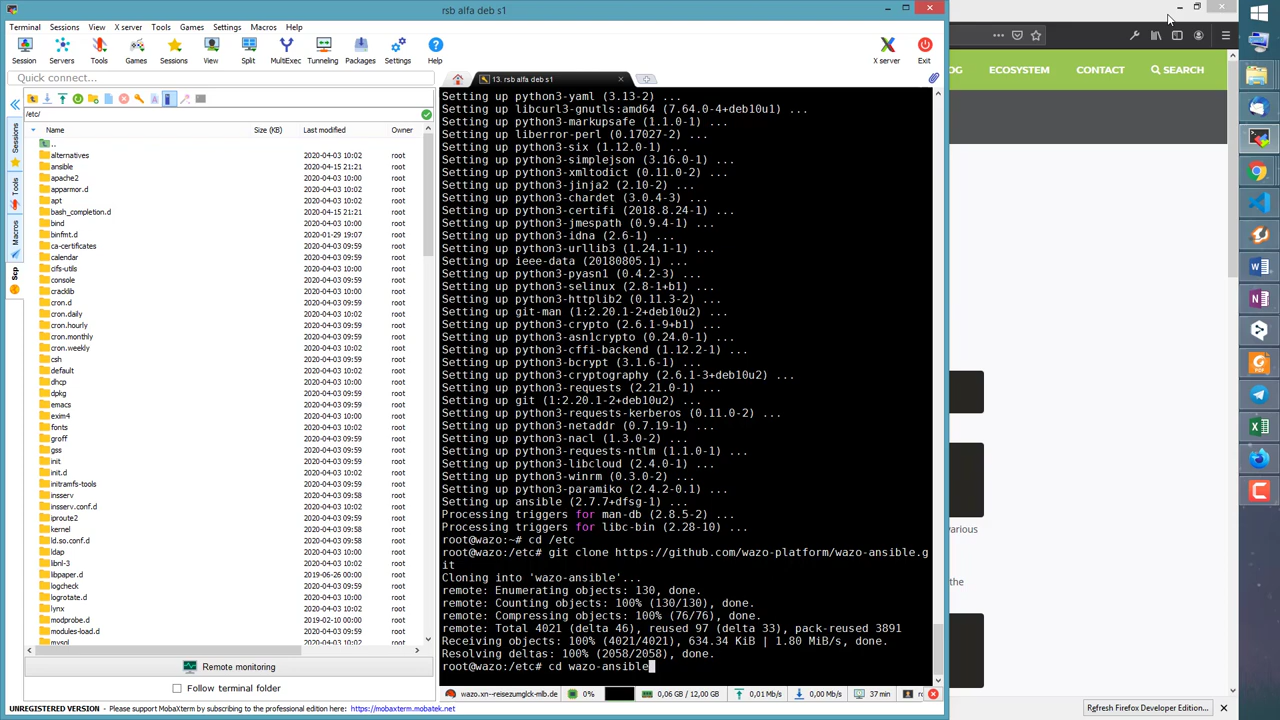 rsb alfa deb s1
Terminal Sessions View X server Tools Games Settings Macros Help
Session Servers Tools Games Sessions View Split MultiExec Tunneling Packages Settings Help X server Exit
Quick connect...
13. rsb alfa deb s1
OG ECOSYSTEM CONTACT SEARCH
/etc/
Name Size (KB) Last modified Owner
..
alternatives 2020-04-03 10:02 root
ansible 2020-04-15 21:21 root
apache2 2020-04-03 10:02 root
apparmor.d 2020-04-03 10:02 root
apt 2020-04-03 10:02 root
bash_completion.d 2020-04-15 21:21 root
bind 2020-04-03 10:00 root
binfmt.d 2020-01-29 19:07 root
ca-certificates 2020-04-03 09:59 root
calendar 2020-04-03 09:59 root
cifs-utils 2020-04-03 10:00 root
console 2020-04-03 09:59 root
cracklib 2020-04-03 10:00 root
cron.d 2020-04-03 09:59 root
cron.daily 2020-04-03 10:02 root
cron.hourly 2020-04-03 09:59 root
cron.monthly 2020-04-03 09:59 root
cron.weekly 2020-04-03 09:59 root
csh 2020-04-03 09:59 root
default 2020-04-03 10:02 root
dhcp 2020-04-03 09:59 root
dpkg 2020-04-03 09:59 root
emacs 2020-04-03 09:59 root
exim4 2020-04-03 10:00 root
fonts 2020-04-03 09:59 root
groff 2020-04-03 09:59 root
gss 2020-04-03 09:59 root
init 2020-04-03 09:59 root
init.d 2020-04-03 10:02 root
initramfs-tools 2020-04-03 09:59 root
insserv 2020-04-03 09:58 root
insserv.conf.d 2020-04-03 10:00 root
iproute2 2020-04-03 09:59 root
kernel 2020-04-03 09:59 root
ld.so.conf.d 2020-04-03 09:59 root
ldap 2020-04-03 09:59 root
libnl-3 2020-04-03 09:59 root
libpaper.d 2019-06-26 00:00 root
logcheck 2020-04-03 10:00 root
logrotate.d 2020-04-03 10:02 root
lynx 2020-04-03 10:02 root
modprobe.d 2019-02-10 00:00 root
modules-load.d 2020-04-03 09:59 root
mysql
Remote monitoring
Follow terminal folder
Sessions
Tools
Macros
Scp
Setting up python3-yaml (3.13-2) ...
Setting up libcurl3-gnutls:amd64 (7.64.0-4+deb10u1) ...
Setting up python3-markupsafe (1.1.0-1) ...
Setting up liberror-perl (0.17027-2) ...
Setting up python3-six (1.12.0-1) ...
Setting up python3-simplejson (3.16.0-1) ...
Setting up python3-xmltodict (0.11.0-2) ...
Setting up python3-jinja2 (2.10-2) ...
Setting up python3-chardet (3.0.4-3) ...
Setting up python3-certifi (2018.8.24-1) ...
Setting up python3-jmespath (0.9.4-1) ...
Setting up python3-idna (2.6-1) ...
Setting up python3-urllib3 (1.24.1-1) ...
Setting up ieee-data (20180805.1) ...
Setting up python3-pyasn1 (0.4.2-3) ...
Setting up python3-selinux (2.8-1+b1) ...
Setting up python3-httplib2 (0.11.3-2) ...
Setting up git-man (1:2.20.1-2+deb10u2) ...
Setting up python3-crypto (2.6.1-9+b1) ...
Setting up python3-asn1crypto (0.24.0-1) ...
Setting up python3-cffi-backend (1.12.2-1) ...
Setting up python3-bcrypt (3.1.6-1) ...
Setting up python3-cryptography (2.6.1-3+deb10u2) ...
Setting up python3-requests (2.21.0-1) ...
Setting up git (1:2.20.1-2+deb10u2) ...
Setting up python3-requests-kerberos (0.11.0-2) ...
Setting up python3-netaddr (0.7.19-1) ...
Setting up python3-nacl (1.3.0-2) ...
Setting up python3-requests-ntlm (1.1.0-1) ...
Setting up python3-libcloud (2.4.0-1) ...
Setting up python3-winrm (0.3.0-2) ...
Setting up python3-paramiko (2.4.2-0.1) ...
Setting up ansible (2.7.7+dfsg-1) ...
Processing triggers for man-db (2.8.5-2) ...
Processing triggers for libc-bin (2.28-10) ...
root@wazo:~# cd /etc
root@wazo:/etc# git clone https://github.com/wazo-platform/wazo-ansible.g
it
Cloning into 'wazo-ansible'...
remote: Enumerating objects: 130, done.
remote: Counting objects: 100% (130/130), done.
remote: Compressing objects: 100% (76/76), done.
remote: Total 4021 (delta 46), reused 97 (delta 33), pack-reused 3891
Receiving objects: 100% (4021/4021), 634.34 KiB | 1.80 MiB/s, done.
Resolving deltas: 100% (2058/2058), done.
root@wazo:/etc# cd wazo-ansible
various
the
wazo.xn--reisezumglck-mlb.de 0% 0,06 GB / 12,00 GB 0,01 Mb/s 0,00 Mb/s 37 min
UNREGISTERED VERSION - Please support MobaXterm by subscribing to the professional edition here: https://mobaxterm.mobatek.net
Refresh Firefox Developer Edition...